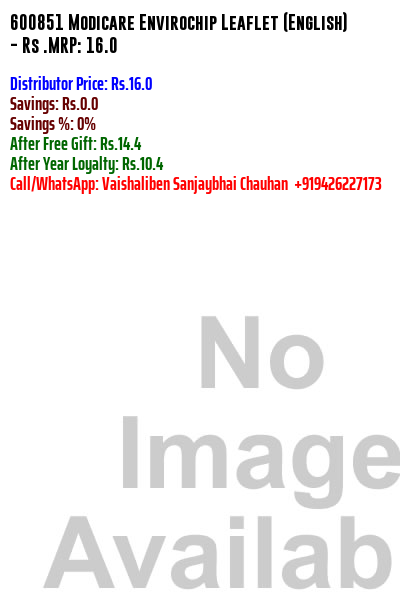 600851 Modicare Envirochip Leaflet (English)
- Rs .MRP: 16.0
Distributor Price: Rs.16.0
Savings: Rs.0.0
Savings %: 0%
After Free Gift: Rs.14.4
After Year Loyalty: Rs.10.4
Call/WhatsApp: Vaishaliben Sanjaybhai Chauhan +919426227173
No
Image
Availab